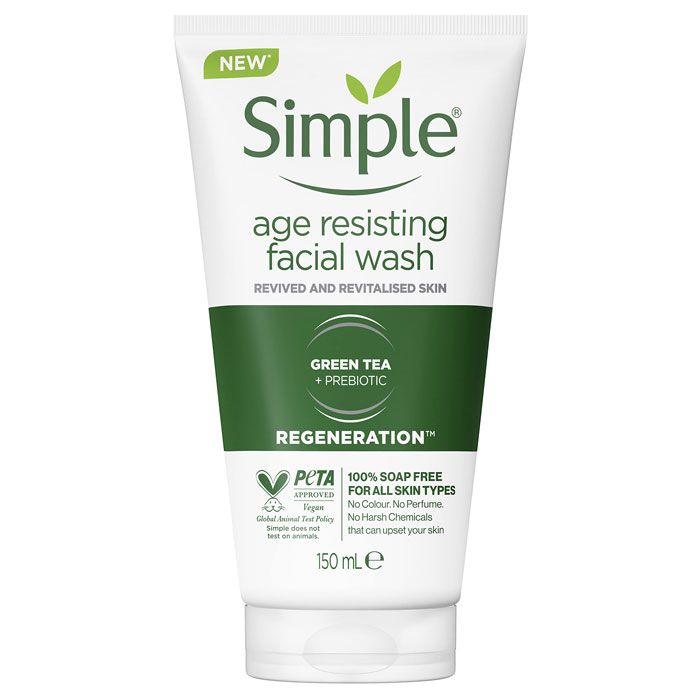 NEW*
Simple®
age resisting
facial wash
REVIVED AND REVITALISED SKIN
GREEN TEA
+ PREBIOTIC
REGENERATION™
PETA
APPROVED
Vegan
Global Animal Test Policy
Simple does not
test on animals.
100% SOAP FREE
FOR ALL SKIN TYPES
No Colour. No Perfume.
No Harsh Chemicals
that can upset your skin
150 mL ℮